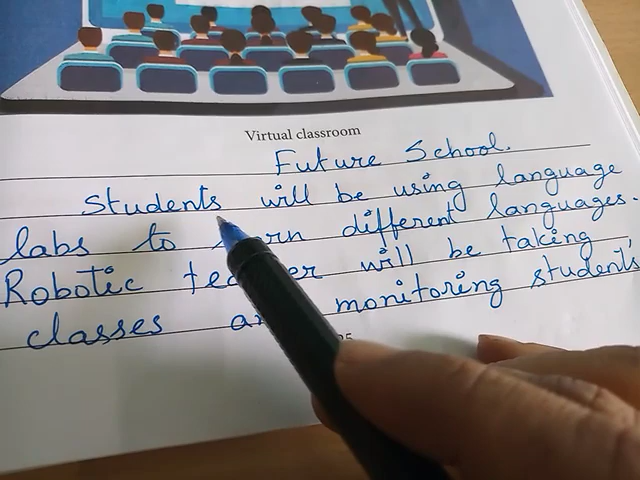 Virtual classroom
Future School.
Students will be using language
labs to different languages.
Robotic will be taking
classes monitoring student's